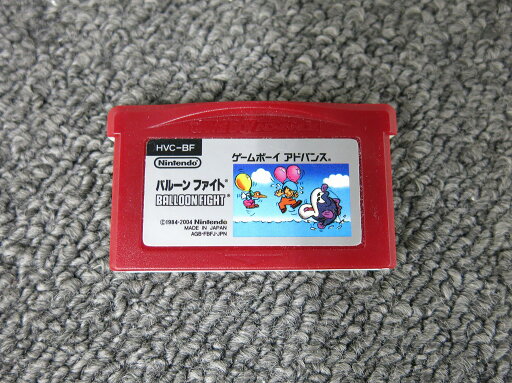 HVC-BF
Nintendo
ゲームボーイ アドバンス
バルーン ファイト
BALLOON FIGHT
©1984-2004 Nintendo
MADE IN JAPAN
AGB-FBFJ-JPN